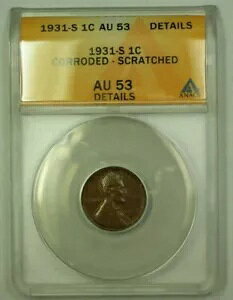 1931-S 1C AU 53 DETAILS
1931-S 1C
CORRODED - SCRATCHED
AU 53
DETAILS
ANACS